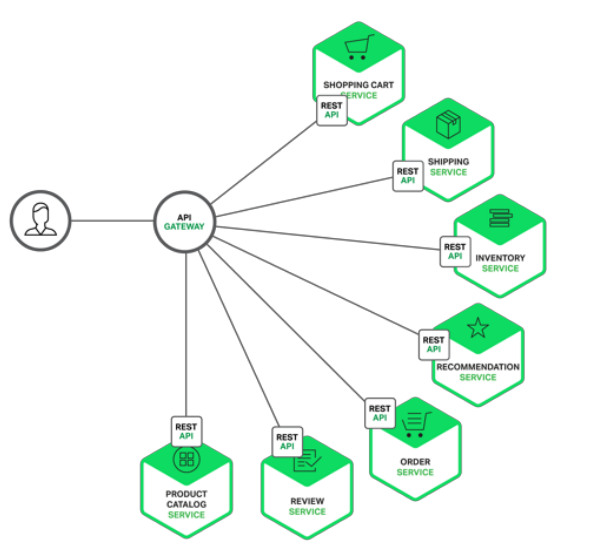 SHOPPING CART
SERVICE
REST
API
SHIPPING
SERVICE
REST
API
API
GATEWAY
INVENTORY
SERVICE
REST
API
RECOMMENDATION
SERVICE
REST
API
ORDER
SERVICE
REST
API
REVIEW
SERVICE
REST
API
PRODUCT
CATALOG
SERVICE
REST
API